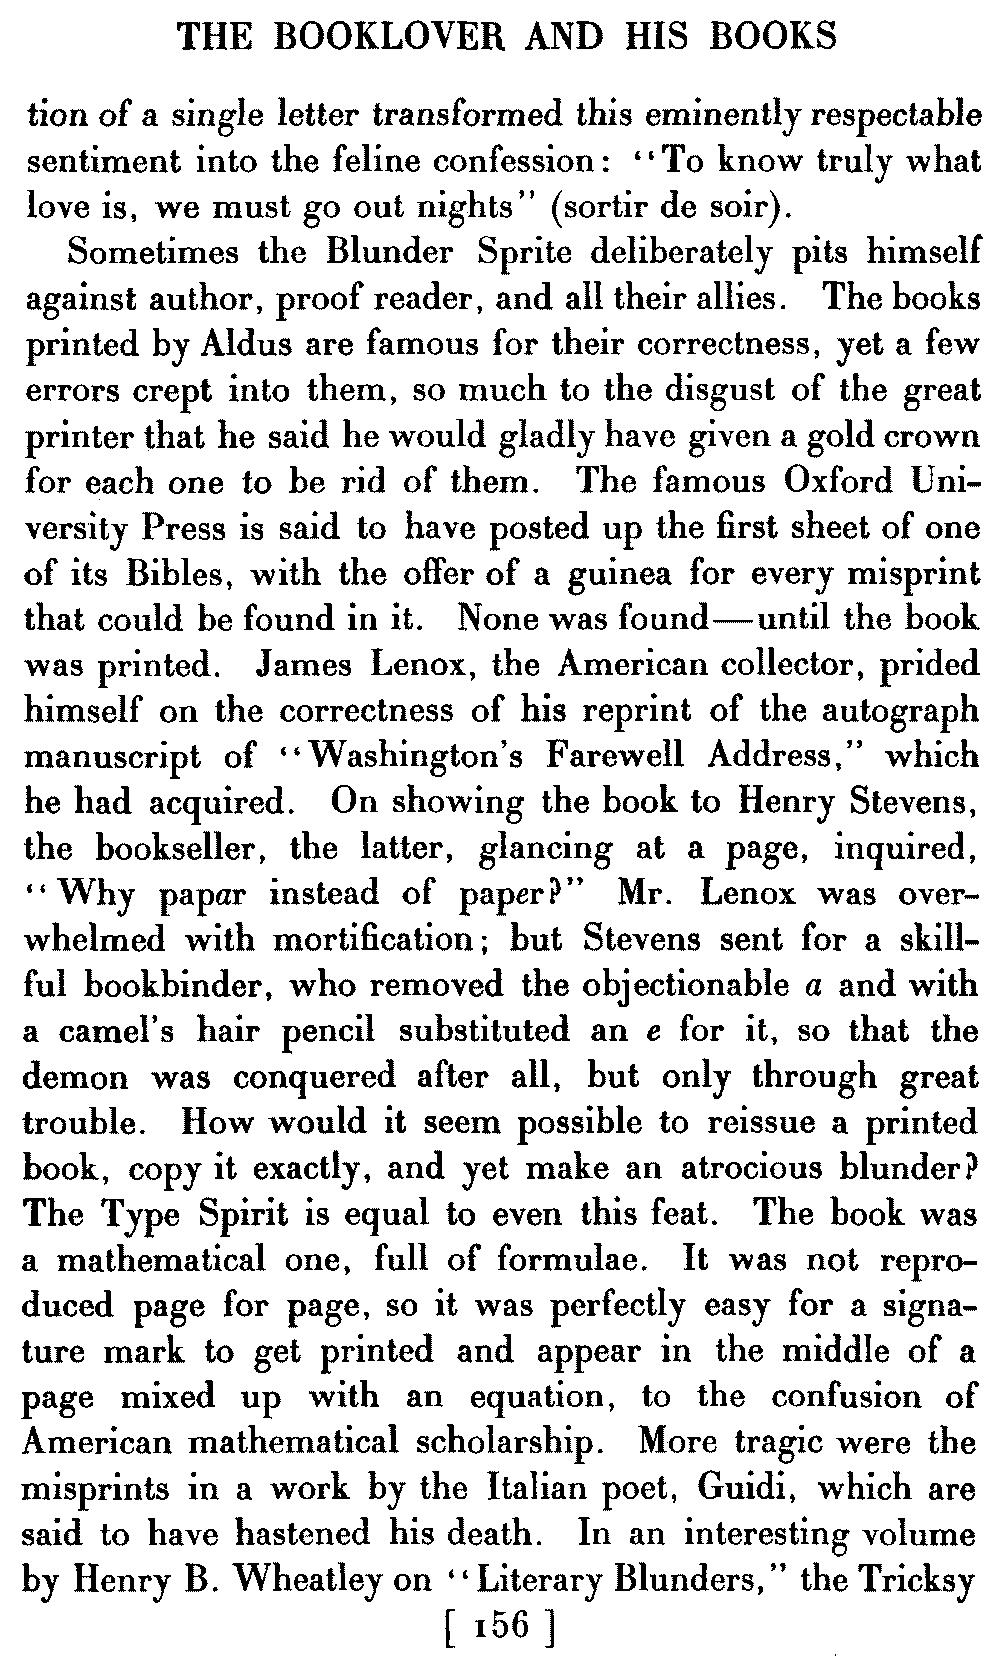 THE BOOKLOVER AND HIS BOOKS
tion of a single letter transformed this eminently respectable
sentiment into the feline confession: "To know truly what
love is, we must go out nights" (sortir de soir).
Sometimes the Blunder Sprite deliberately pits himself
against author, proof reader, and all their allies. The books
printed by Aldus are famous for their correctness, yet a few
errors crept into them, so much to the disgust of the great
printer that he said he would gladly have given a gold crown
for each one to be rid of them. The famous Oxford Uni-
versity Press is said to have posted up the first sheet of one
of its Bibles, with the offer of a guinea for every misprint
that could be found in it. None was found—until the book
was printed. James Lenox, the American collector, prided
himself on the correctness of his reprint of the autograph
manuscript of "Washington's Farewell Address," which
he had acquired. On showing the book to Henry Stevens,
the bookseller, the latter, glancing at a page, inquired,
"Why papar instead of paper?" Mr. Lenox was over-
whelmed with mortification; but Stevens sent for a skill-
ful bookbinder, who removed the objectionable a and with
a camel's hair pencil substituted an e for it, so that the
demon was conquered after all, but only through great
trouble. How would it seem possible to reissue a printed
book, copy it exactly, and yet make an atrocious blunder?
The Type Spirit is equal to even this feat. The book was
a mathematical one, full of formulae. It was not repro-
duced page for page, so it was perfectly easy for a signa-
ture mark to get printed and appear in the middle of a
page mixed up with an equation, to the confusion of
American mathematical scholarship. More tragic were the
misprints in a work by the Italian poet, Guidi, which are
said to have hastened his death. In an interesting volume
by Henry B. Wheatley on "Literary Blunders," the Tricksy
[ 156 ]